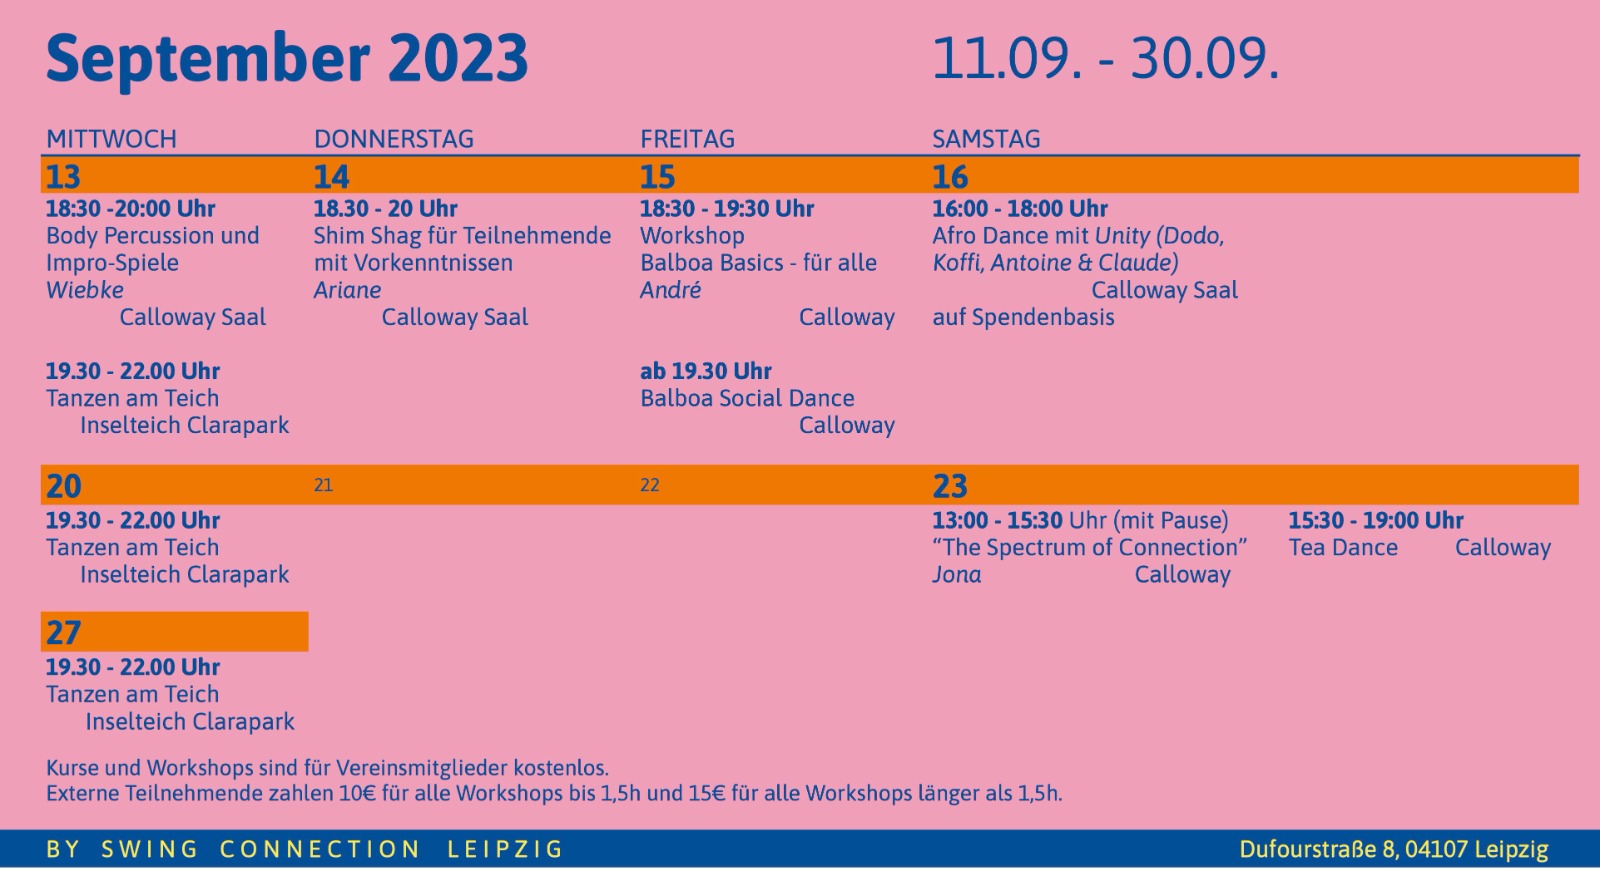 September 2023
11.09. - 30.09.
MITTWOCH
DONNERSTAG
FREITAG
SAMSTAG
13
18:30 -20:00 Uhr
Body Percussion und
Impro-Spiele
Wiebke
Calloway Saal
19.30 - 22.00 Uhr
Tanzen am Teich
Inselteich Clarapark
14
18.30 - 20 Uhr
Shim Shag für Teilnehmende
mit Vorkenntnissen
Ariane
Calloway Saal
15
18:30 - 19:30 Uhr
Workshop
Balboa Basics - für alle
André
Calloway
ab 19.30 Uhr
Balboa Social Dance
Calloway
16
16:00 - 18:00 Uhr
Afro Dance mit Unity (Dodo,
Koffi, Antoine & Claude)
Calloway Saal
auf Spendenbasis
20
19.30 - 22.00 Uhr
Tanzen am Teich
Inselteich Clarapark
21
22
23
13:00 - 15:30 Uhr (mit Pause)
“The Spectrum of Connection”
Jona Calloway
15:30 - 19:00 Uhr
Tea Dance Calloway
27
19.30 - 22.00 Uhr
Tanzen am Teich
Inselteich Clarapark
Kurse und Workshops sind für Vereinsmitglieder kostenlos.
Externe Teilnehmende zahlen 10€ für alle Workshops bis 1,5h und 15€ für alle Workshops länger als 1,5h.
BY SWING CONNECTION LEIPZIG
Dufourstraße 8, 04107 Leipzig